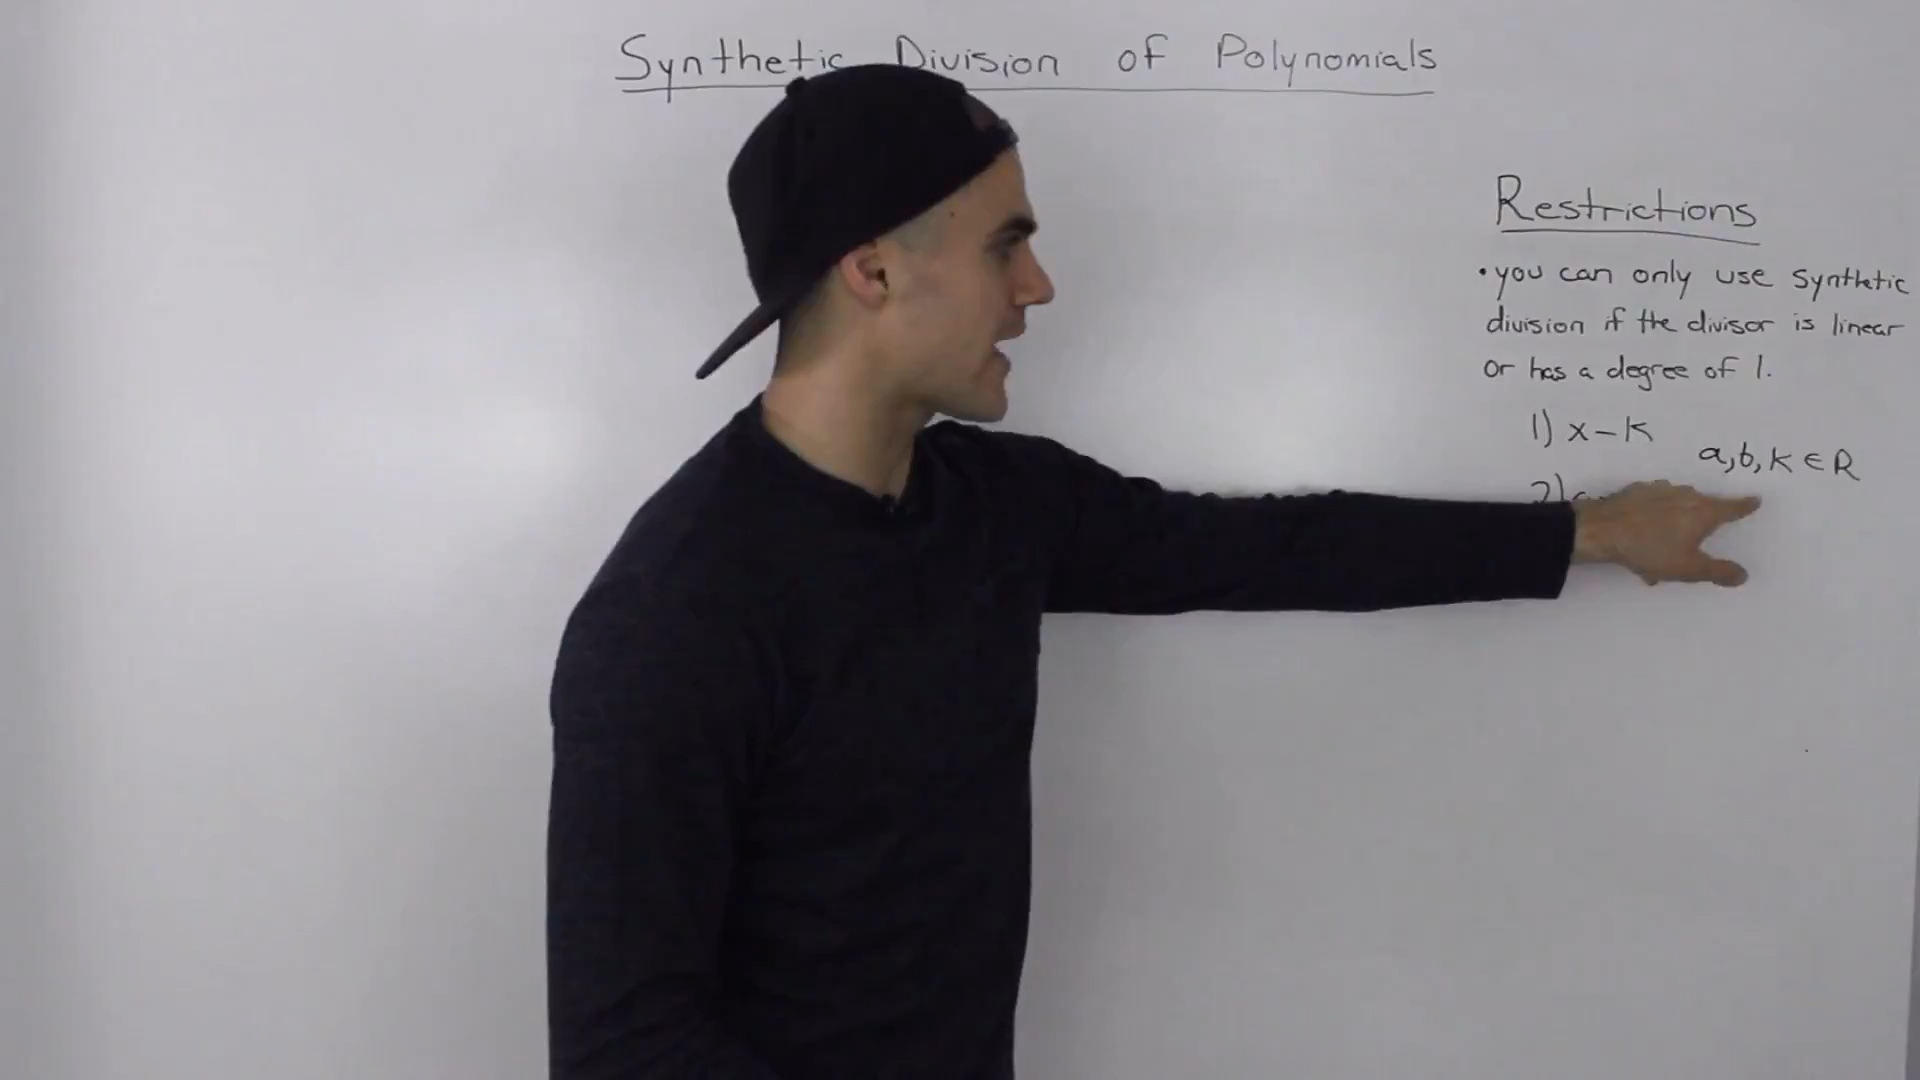 Synthetic Division of Polynomials
Restrictions
• you can only use synthetic
division if the divisor is linear
or has a degree of 1.
1) x - k
a, b, k ∈ R
2)